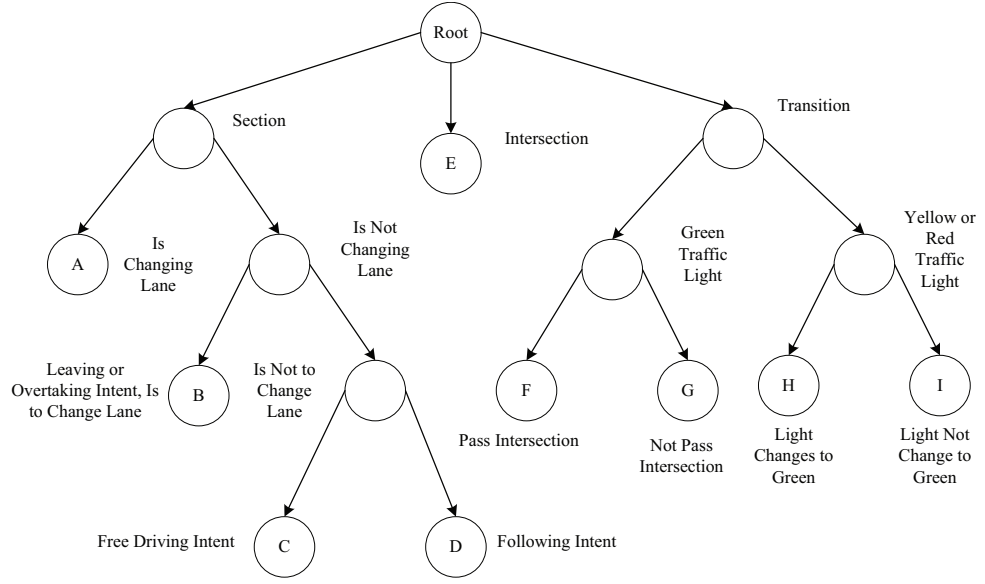 Root
Section
Transition
Intersection
E
Is
Changing
Lane
A
Is Not
Changing
Lane
Green
Traffic
Light
Yellow or
Red
Traffic
Light
Leaving or
Overtaking Intent, Is
to Change Lane
B
Is Not to
Change
Lane
F
G
H
I
Pass Intersection
Not Pass
Intersection
Light
Changes to
Green
Light Not
Change to
Green
Free Driving Intent
C
D
Following Intent